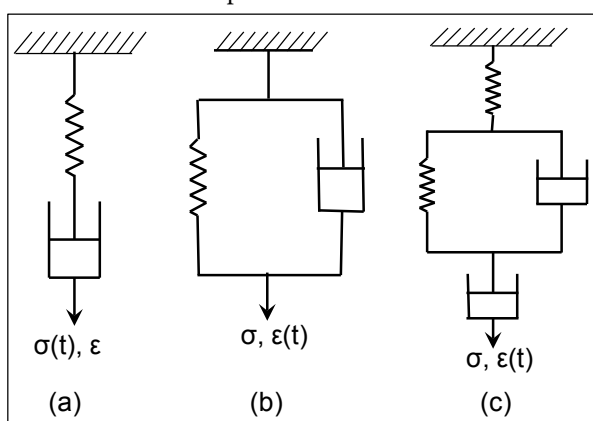 σ(t), ε
σ, ε(t)
σ, ε(t)
(a)
(b)
(c)